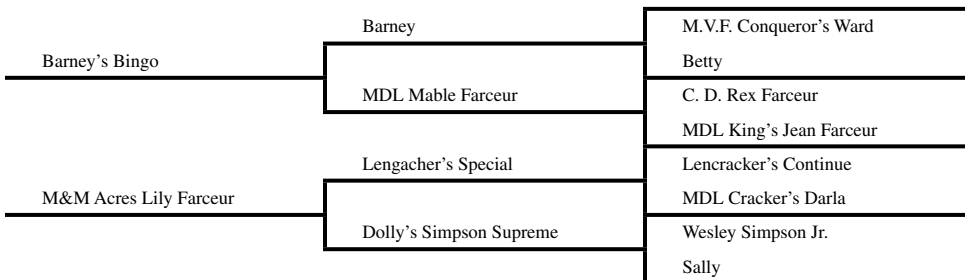 Barney's Bingo
M&M Acres Lily Farceur
Barney
MDL Mable Farceur
Lengacher's Special
Dolly's Simpson Supreme
M.V.F. Conqueror's Ward
Betty
C. D. Rex Farceur
MDL King's Jean Farceur
Lencracker's Continue
MDL Cracker's Darla
Wesley Simpson Jr.
Sally